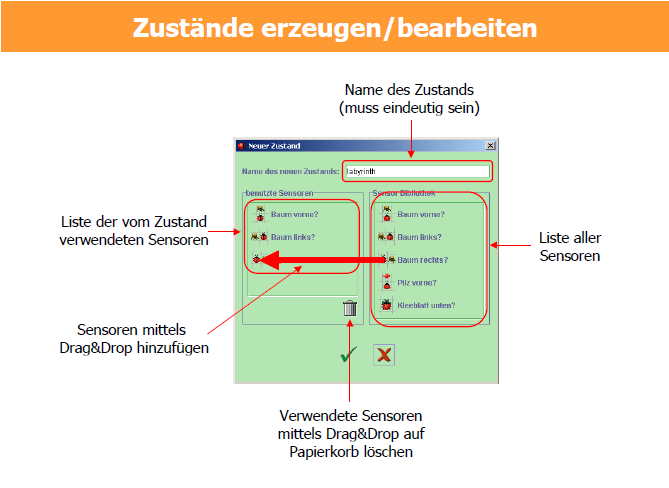 Zustände erzeugen/bearbeiten
Name des Zustands
(muss eindeutig sein)
Neuer Zustand
Name des neuen Zustands:
labyrinth
benutzte Sensoren
Sensor Bibliothek
Baum vorne?
Baum links?
Baum vorne?
Baum links?
Baum rechts?
Pilz vorne?
Kleeblatt unten?
Liste der vom Zustand
verwendeten Sensoren
Liste aller
Sensoren
Sensoren mittels
Drag&Drop hinzufügen
Verwendete Sensoren
mittels Drag&Drop auf
Papierkorb löschen